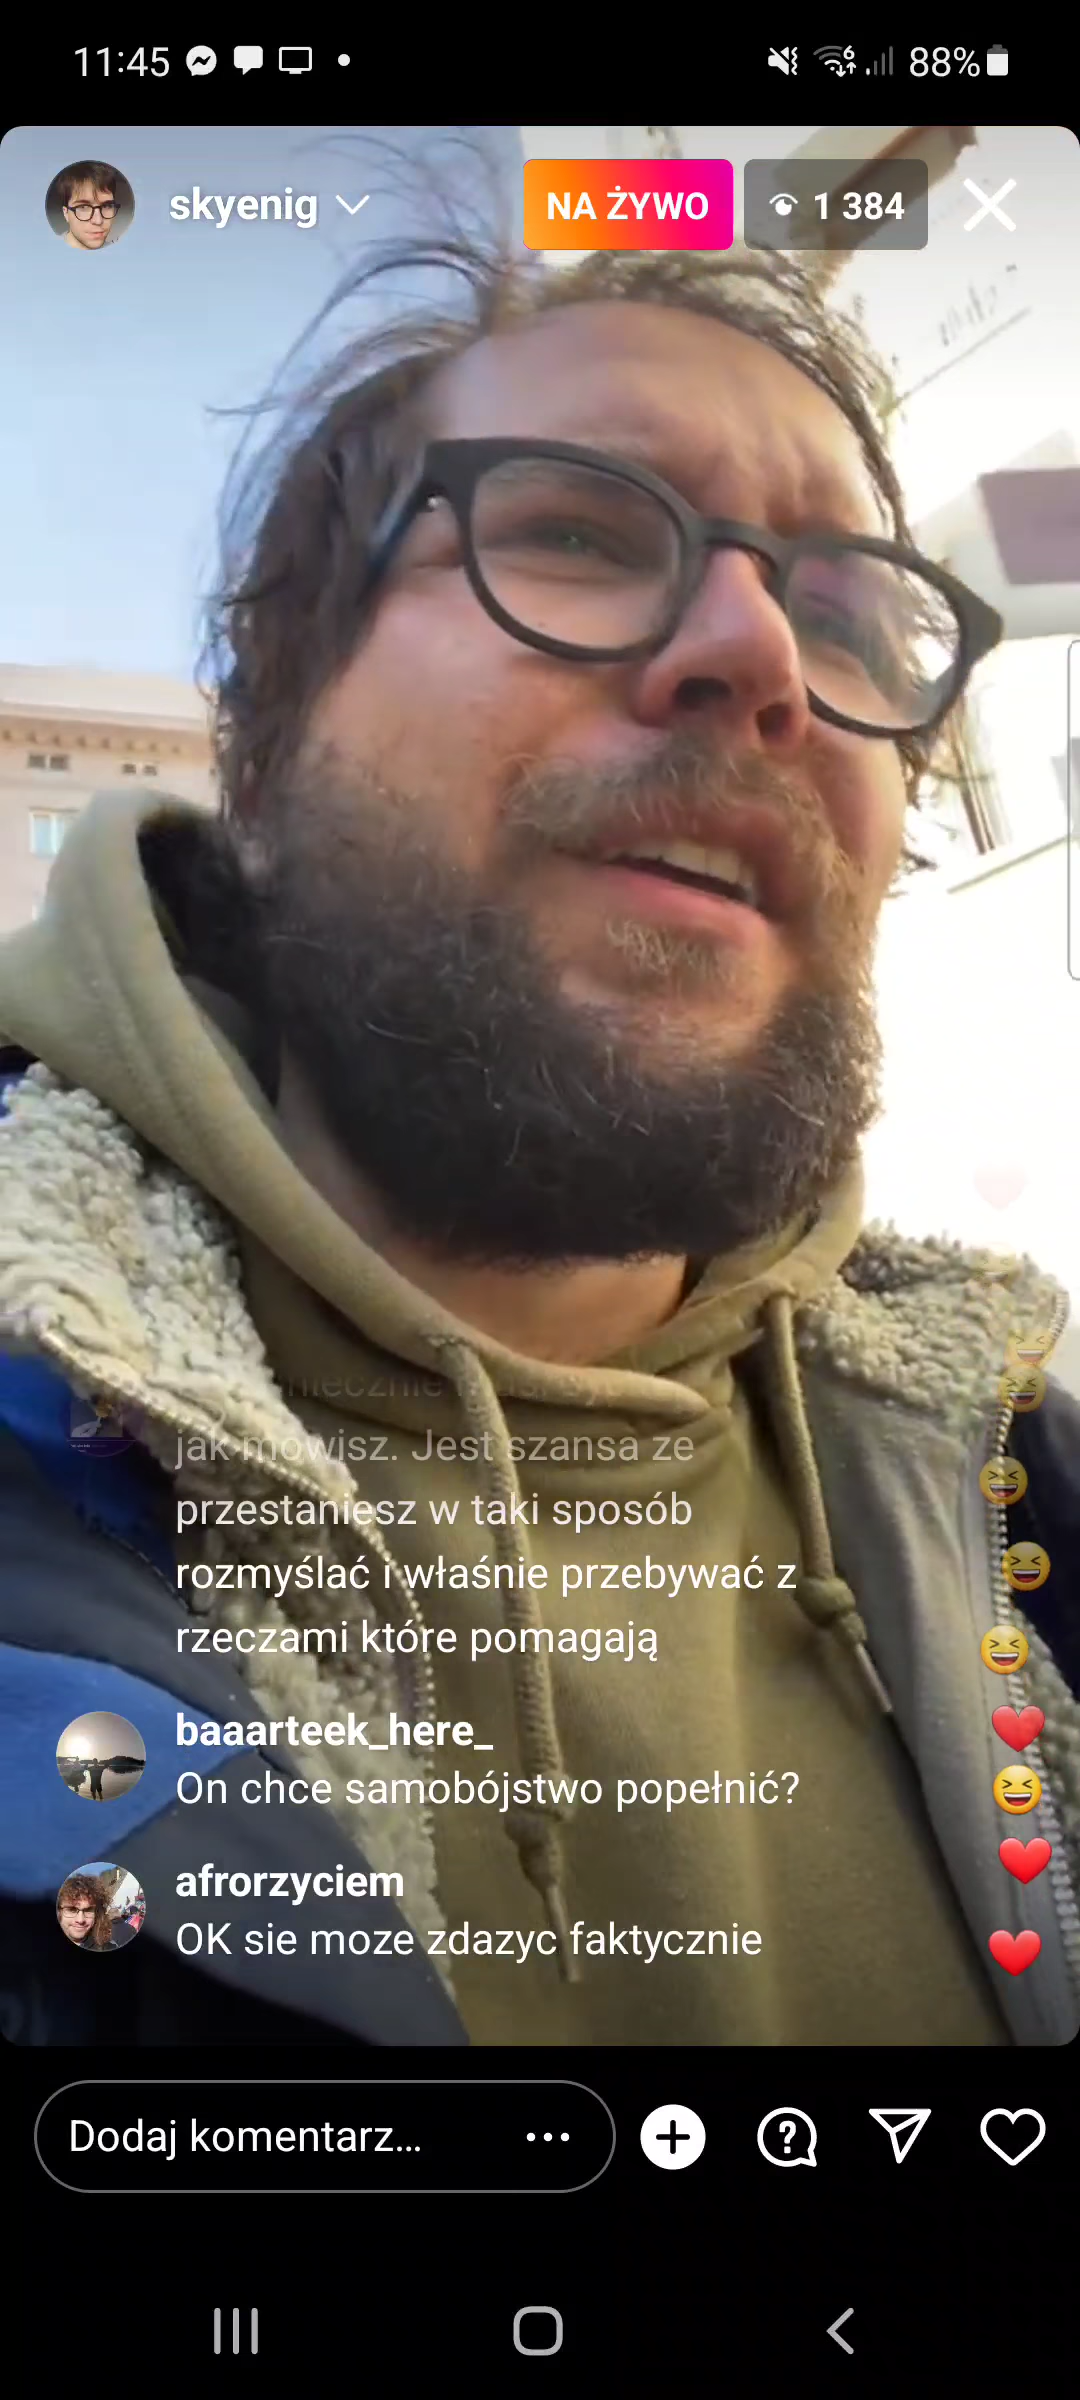 11:45
88%
skyenig
NA ŻYWO
1 384
jak mowisz. Jest szansa ze
przestaniesz w taki sposób
rozmyślać i właśnie przebywać z
rzeczami które pomagają
baaarteek_here_
On chce samobójstwo popełnić?
afrorzyciem
OK sie moze zdazyc faktycznie
Dodaj komentarz...